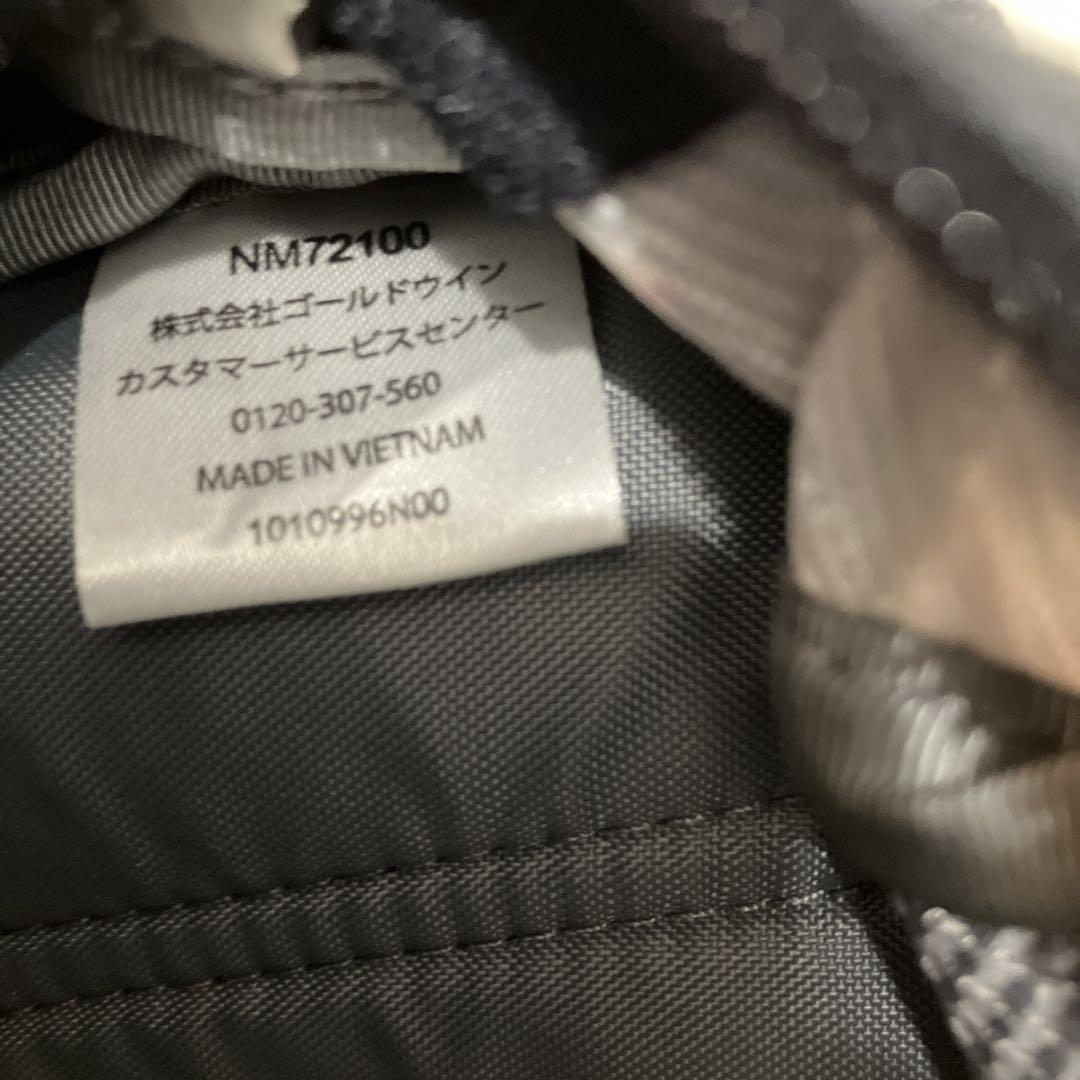 NM72100
株式会社ゴールドウイン
カスタマーサービスセンター
0120-307-560
MADE IN VIETNAM
1010996N00